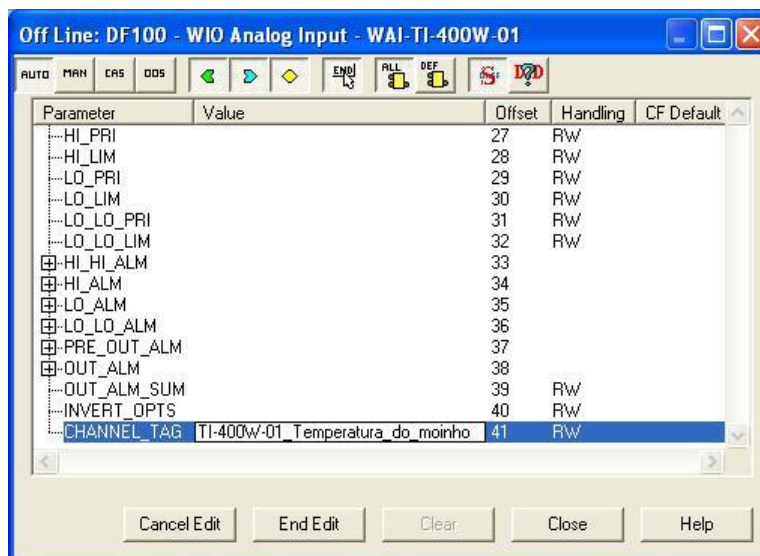 Off Line: DF100 - WIO Analog Input - WAI-TI-400W-01
AUTO MAN CAS OOS END ALL DEF
Parameter Value Offset Handling CF Default
HI_PRI 27 RW
HI_LIM 28 RW
LO_PRI 29 RW
LO_LIM 30 RW
LO_LO_PRI 31 RW
LO_LO_LIM 32 RW
HI_HI_ALM 33
HI_ALM 34
LO_ALM 35
LO_LO_ALM 36
PRE_OUT_ALM 37
OUT_ALM 38
OUT_ALM_SUM 39 RW
INVERT_OPTS 40 RW
CHANNEL_TAG TI-400W-01_Temperatura_do_moinho 41 RW
Cancel Edit End Edit Clear Close Help